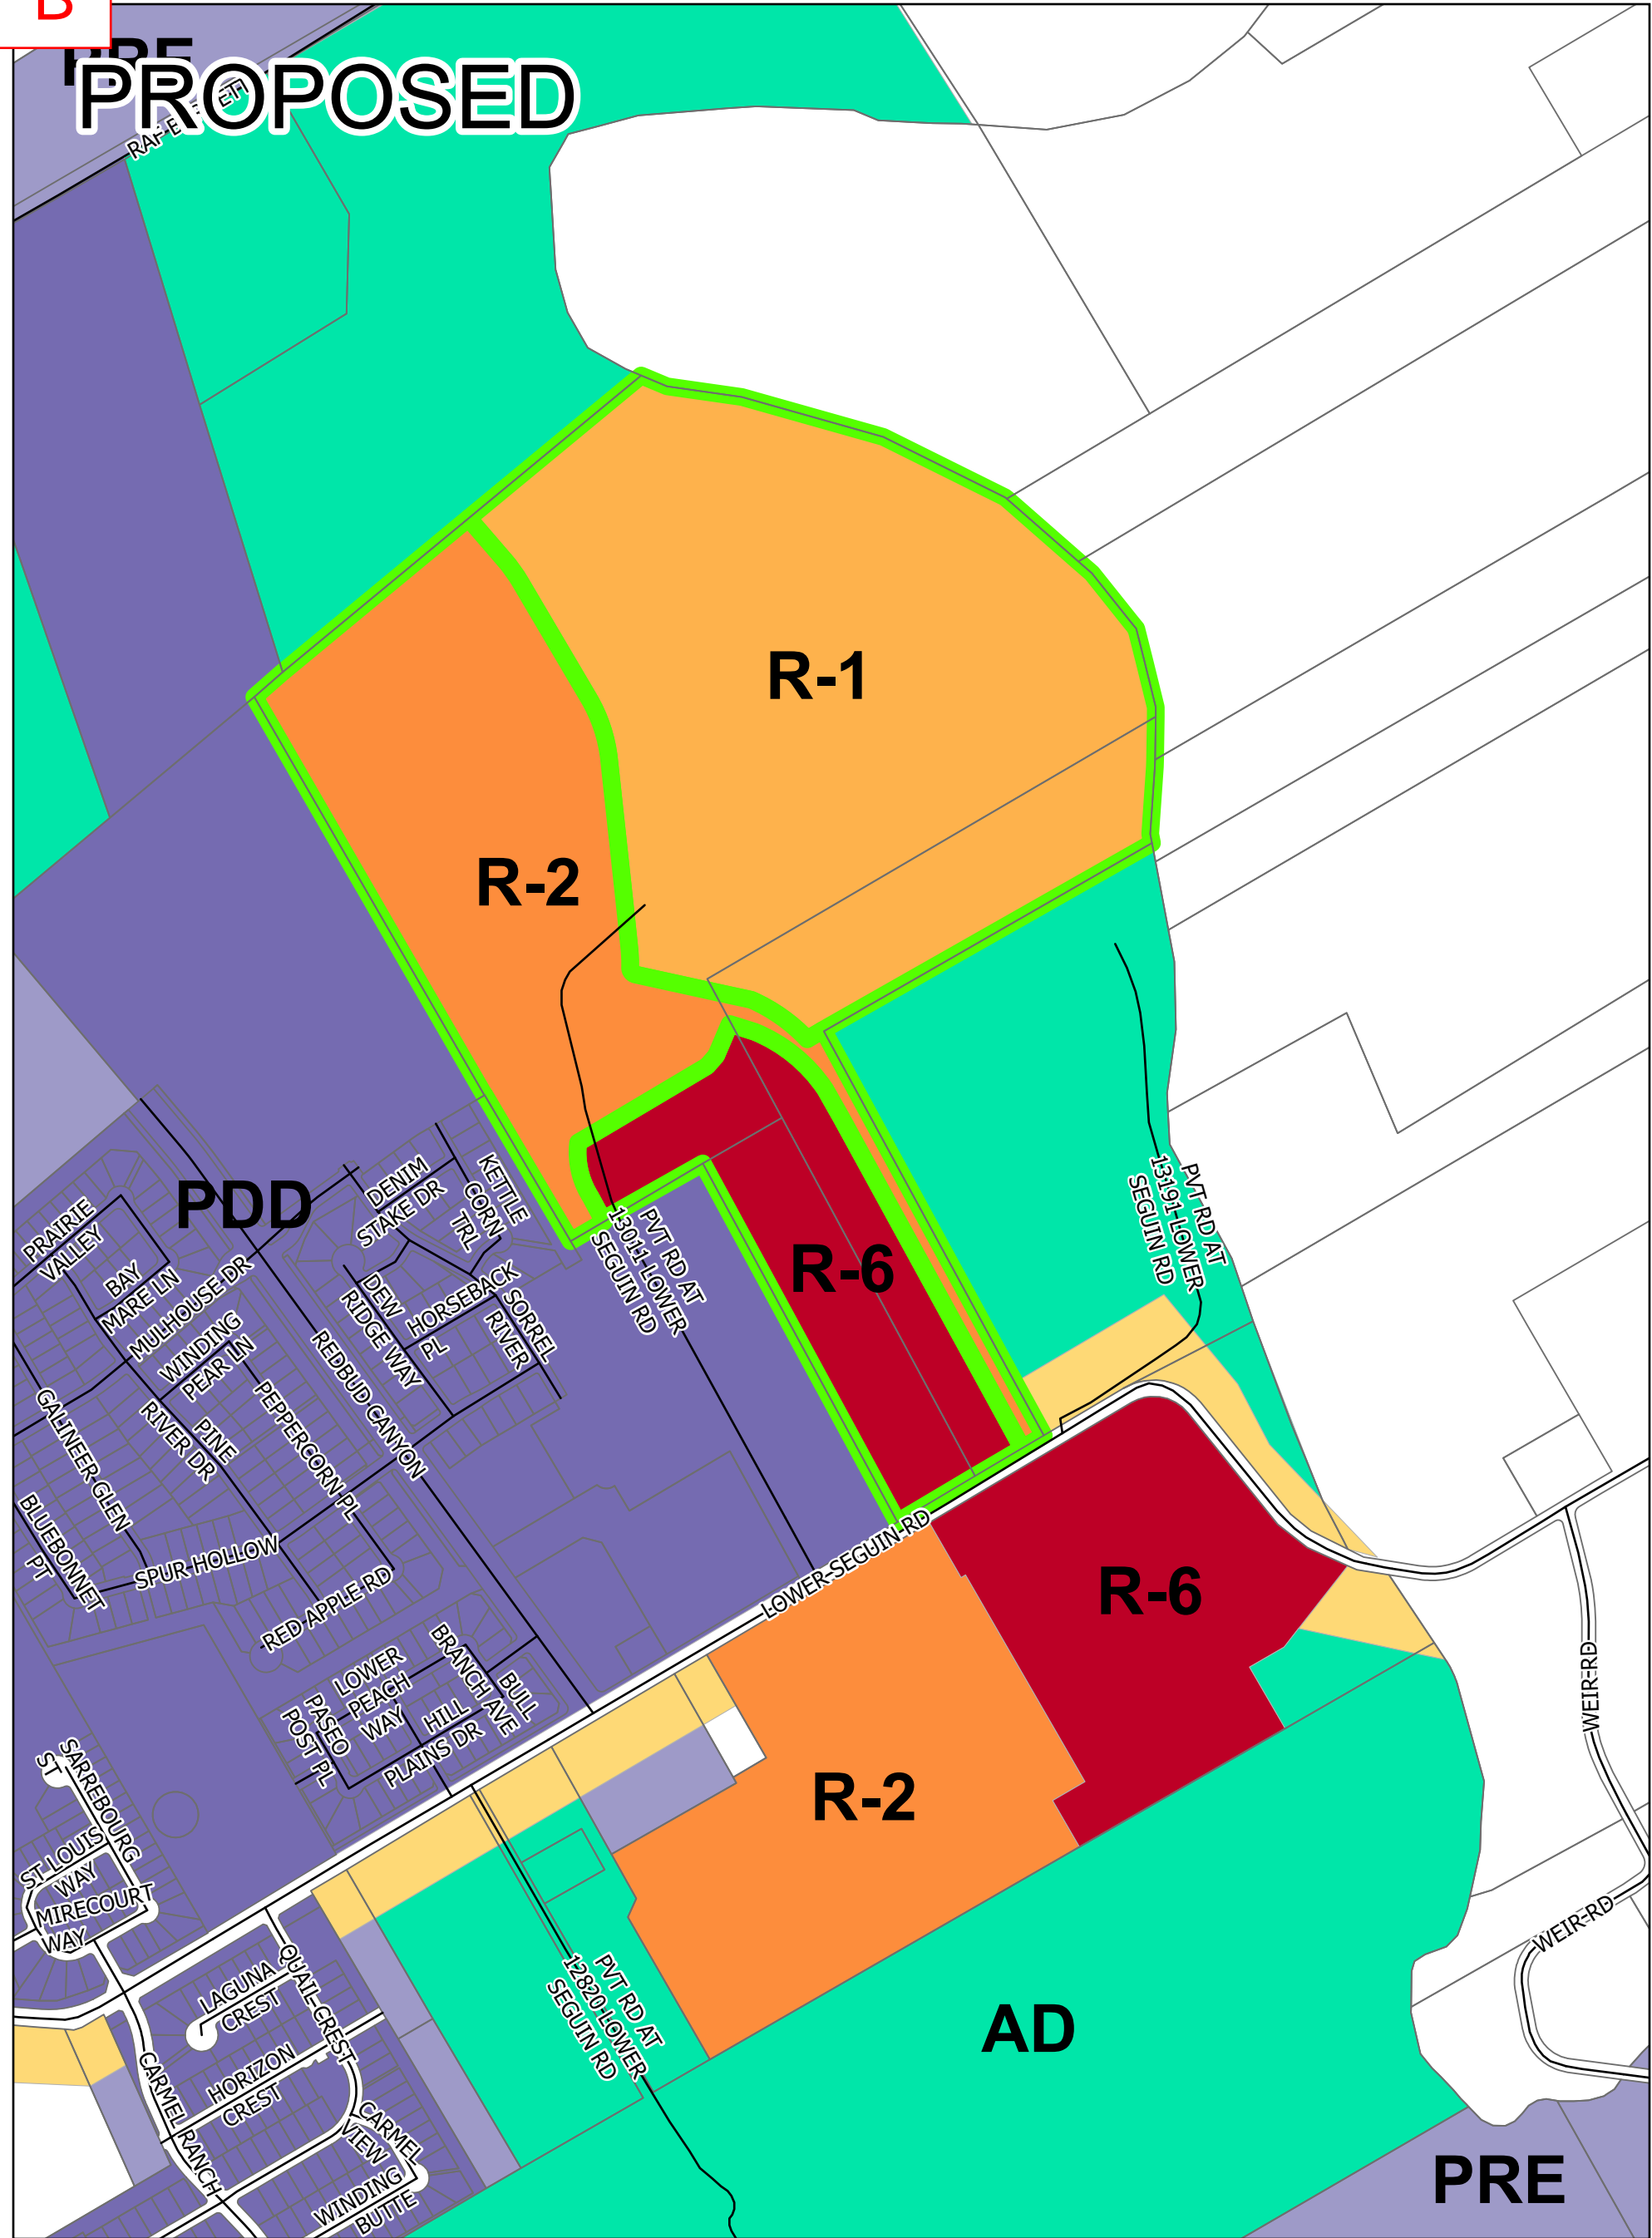 B
PRE
PROPOSED
R-1
R-2
PDD
DENIM
STAKE DR
KETTLE
CORN
TRL
PRAIRIE
VALLEY
BAY
MARE LN
MULHOUSE DR
WINDING
PEAR LN
DEW
RIDGE WAY
HORSEBACK
PL
SORREL
RIVER
PVT RD AT
13011 LOWER
SEGUIN RD
R-6
PVT RD AT
13191 LOWER
SEGUIN RD
REDBUD CANYON
PEPPERCORN PL
PINE
RIVER DR
GALINEER GLEN
BLUEBONNET
PT
SPUR HOLLOW
RED APPLE RD
LOWER-SEGUIN RD
R-6
LOWER
PEACH
WAY
BRANCH AVE
BULL
HILL
PLAINS DR
PASEO
POST PL
WEIR-RD
SARREBOURG
ST
ST LOUIS
WAY
MIRECOURT
WAY
R-2
WEIR-RD
LAGUNA
CREST
QUAIL-CREST
PVT RD AT
12820-LOWER
SEGUIN RD
AD
HORIZON
CREST
CARMEL RANCH
CARMEL
VIEW
WINDING
BUTTE
PRE